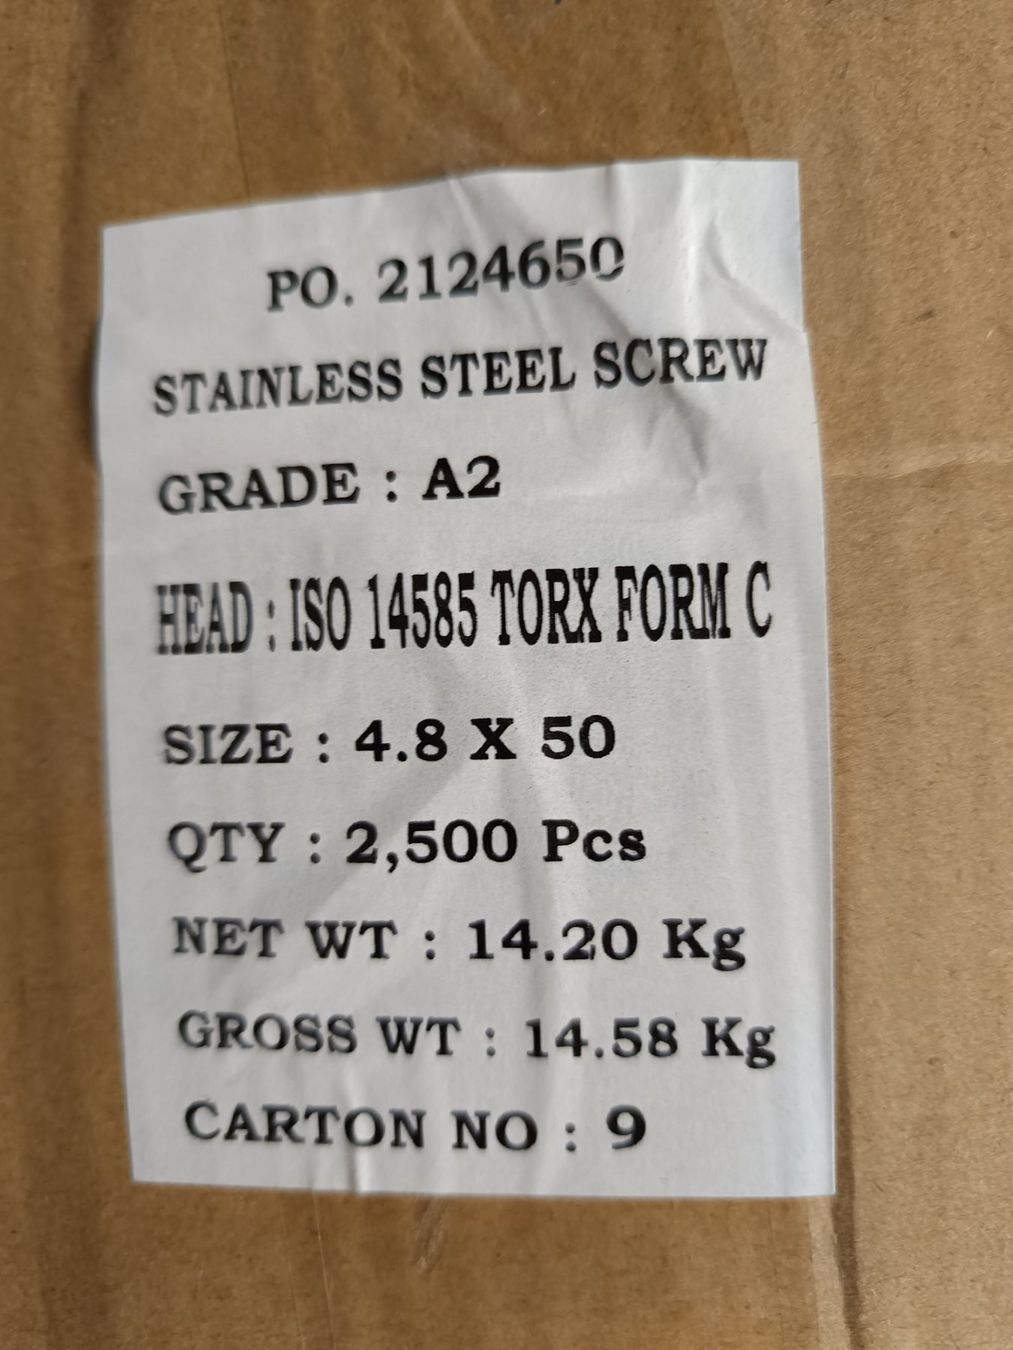 PO. 2124650
STAINLESS STEEL SCREW
GRADE : A2
HEAD : ISO 14585 TORX FORM C
SIZE : 4.8 X 50
QTY : 2,500 Pcs
NET WT : 14.20 Kg
GROSS WT : 14.58 Kg
CARTON NO : 9